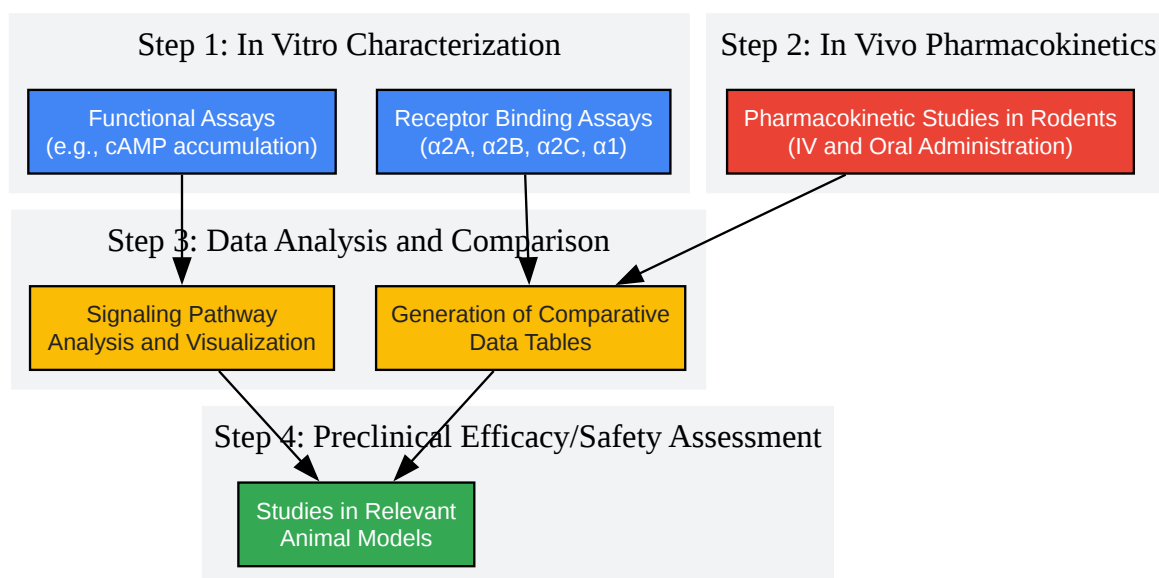 Step 1: In Vitro Characterization
Functional Assays
(e.g., cAMP accumulation)
Receptor Binding Assays
(α2A, α2B, α2C, α1)
Step 2: In Vivo Pharmacokinetics
Pharmacokinetic Studies in Rodents
(IV and Oral Administration)
Step 3: Data Analysis and Comparison
Signaling Pathway
Analysis and Visualization
Generation of Comparative
Data Tables
Step 4: Preclinical Efficacy/Safety Assessment
Studies in Relevant
Animal Models